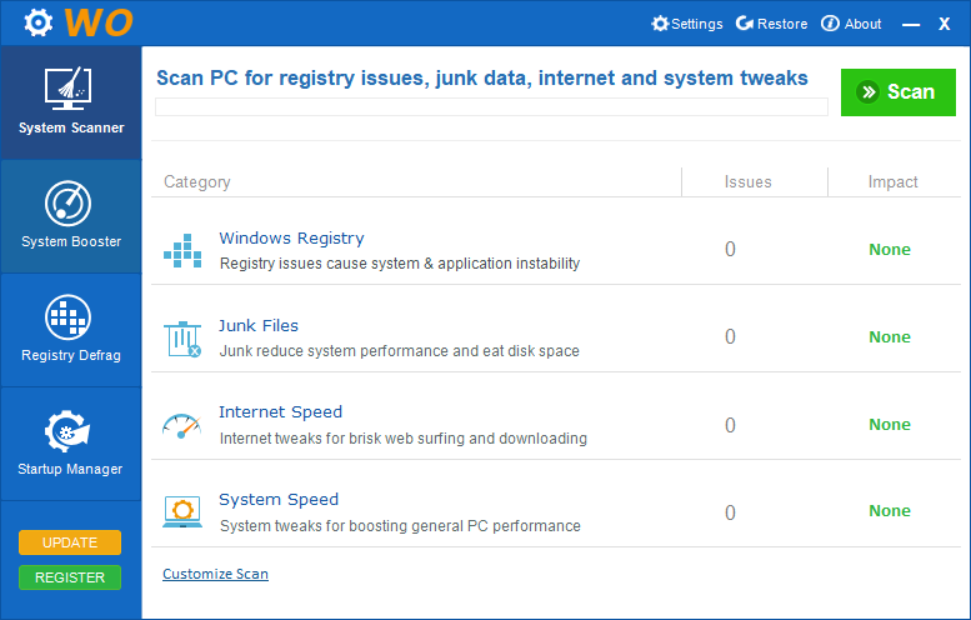 WO
Settings Restore About
System Scanner
System Booster
Registry Defrag
Startup Manager
UPDATE
REGISTER
Scan PC for registry issues, junk data, internet and system tweaks
Scan
Category Issues Impact
Windows Registry
Registry issues cause system & application instability
0 None
Junk Files
Junk reduce system performance and eat disk space
0 None
Internet Speed
Internet tweaks for brisk web surfing and downloading
0 None
System Speed
System tweaks for boosting general PC performance
0 None
Customize Scan